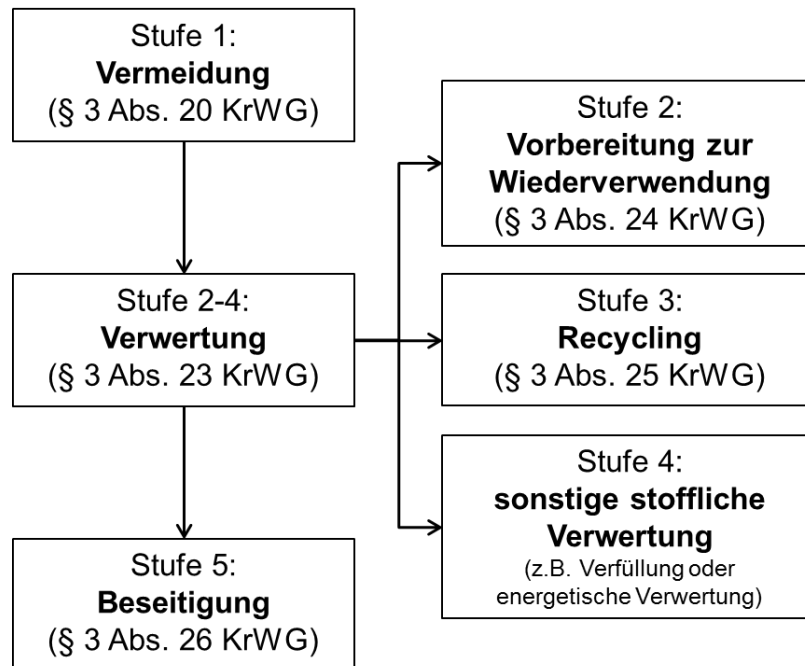 Stufe 1:
Vermeidung
(§ 3 Abs. 20 KrWG)
Stufe 2-4:
Verwertung
(§ 3 Abs. 23 KrWG)
Stufe 5:
Beseitigung
(§ 3 Abs. 26 KrWG)
Stufe 2:
Vorbereitung zur
Wiederverwendung
(§ 3 Abs. 24 KrWG)
Stufe 3:
Recycling
(§ 3 Abs. 25 KrWG)
Stufe 4:
sonstige stoffliche
Verwertung
(z.B. Verfüllung oder
energetische Verwertung)